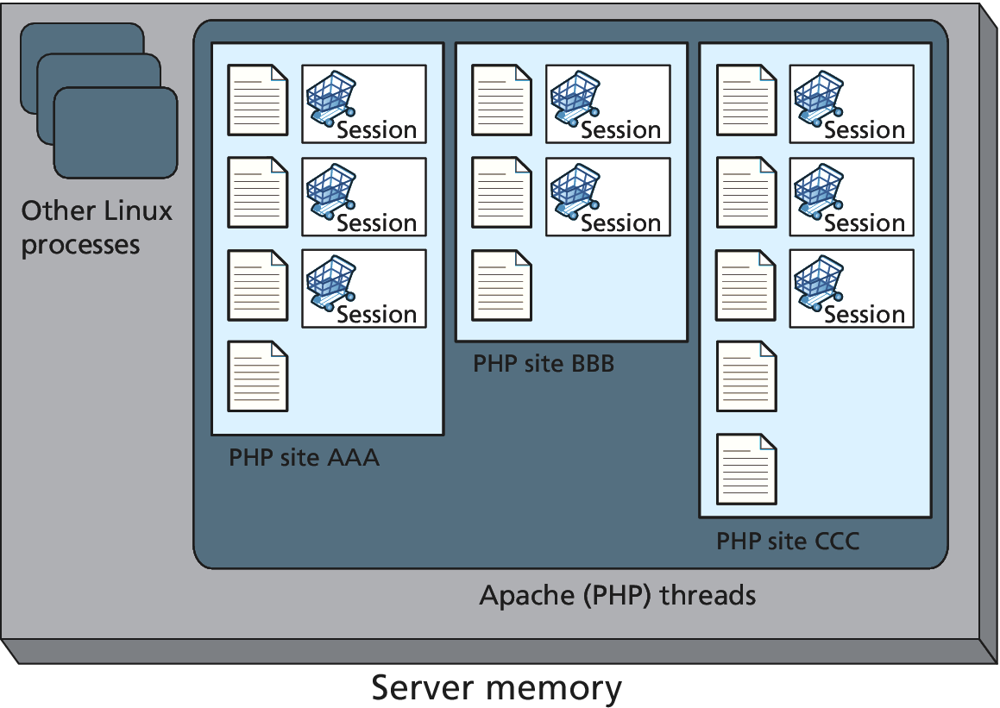 Session
Session
Session
PHP site AAA
Session
Session
PHP site BBB
Session
Session
Session
PHP site CCC
Other Linux
processes
Apache (PHP) threads
Server memory